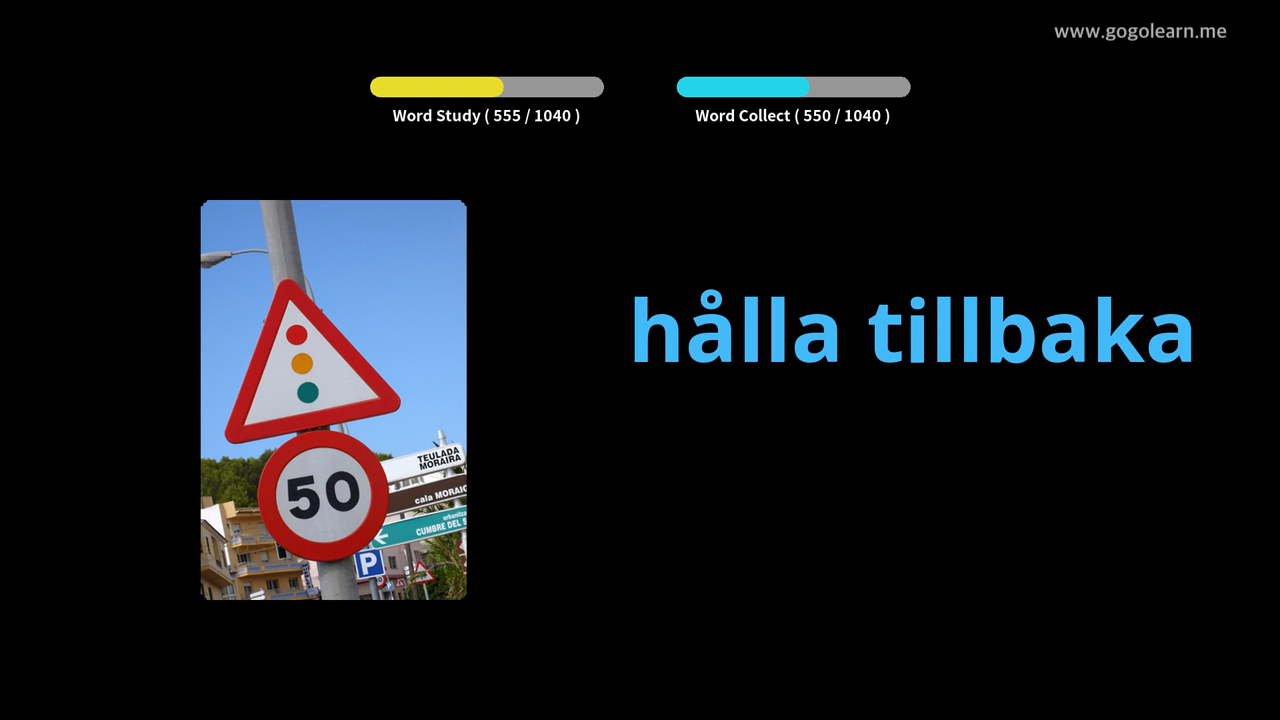 www.gogolearn.me
Word Study ( 555 / 1040 )
Word Collect ( 550 / 1040 )
hålla tillbaka
50
TEULADA
MORAIRA
cala MORAIG
urbanitza
CUMBRE DEL S
P